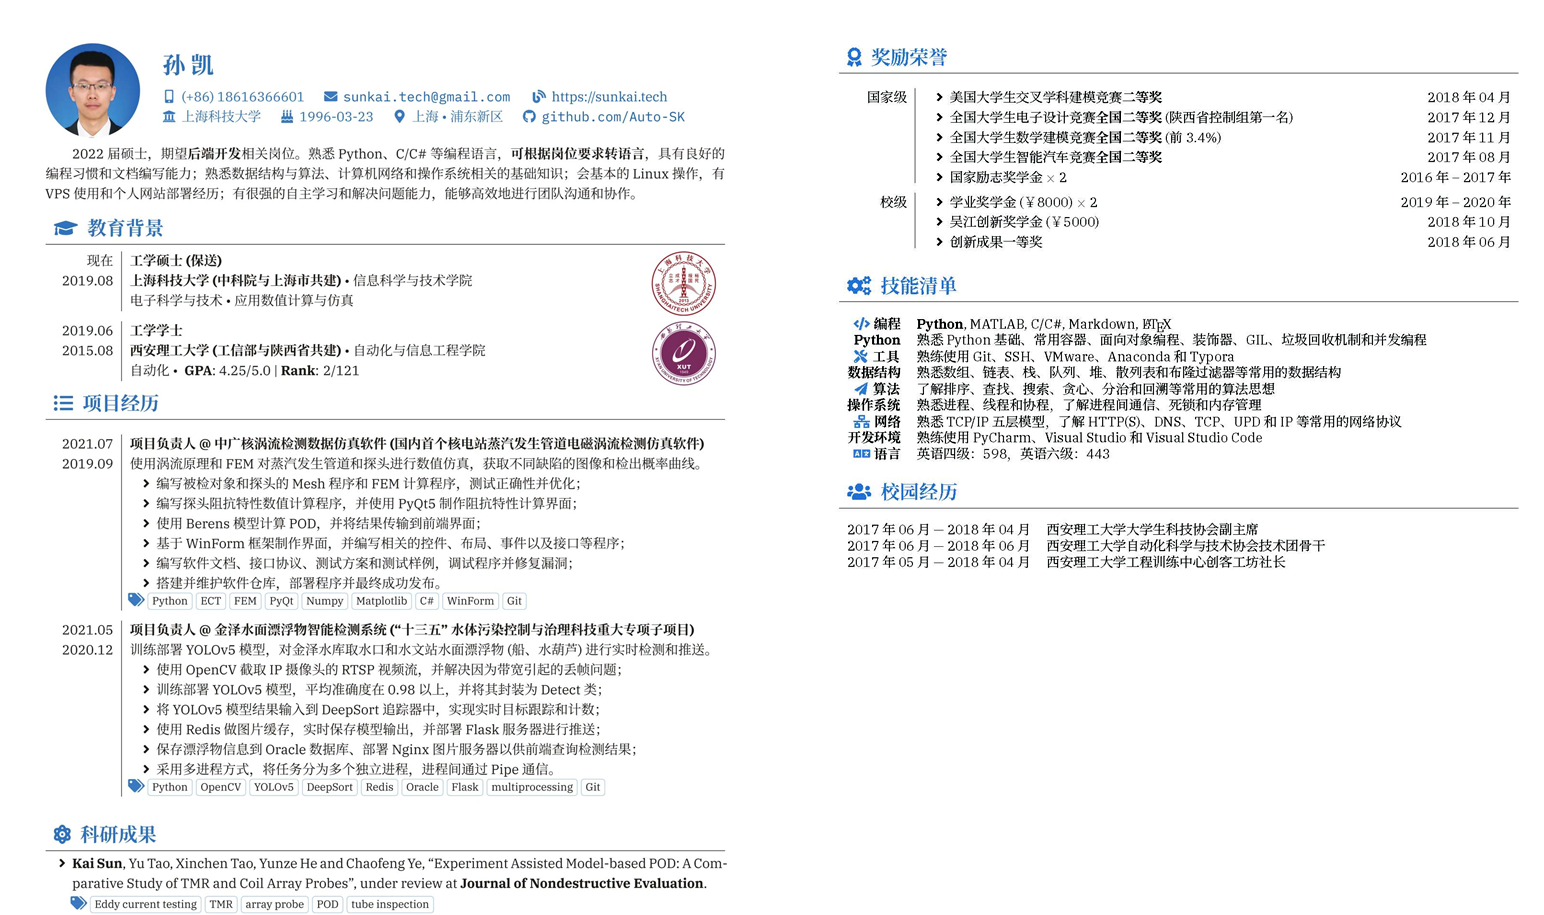 孙 凯
(+86) 18616366601 sunkai.tech@gmail.com https://sunkai.tech
上海科技大学 1996-03-23 上海 • 浦东新区 github.com/Auto-SK
2022 届硕士，期望后端开发相关岗位。熟悉 Python、C/C# 等编程语言，可根据岗位要求转语言，具有良好的
编程习惯和文档编写能力；熟悉数据结构与算法、计算机网络和操作系统相关的基础知识；会基本的 Linux 操作，有
VPS 使用和个人网站部署经历；有很强的自主学习和解决问题能力，能够高效地进行团队沟通和协作。
教育背景
现在 工学硕士 (保送)
2019.08 上海科技大学 (中科院与上海市共建) • 信息科学与技术学院
电子科学与技术 • 应用数值计算与仿真
2019.06 工学学士
2015.08 西安理工大学 (工信部与陕西省共建) • 自动化与信息工程学院
自动化 • GPA: 4.25/5.0 | Rank: 2/121
项目经历
2021.07 项目负责人 @ 中广核涡流检测数据仿真软件 (国内首个核电站蒸汽发生管道电磁涡流检测仿真软件)
2019.09 使用涡流原理和 FEM 对蒸汽发生管道和探头进行数值仿真，获取不同缺陷的图像和检出概率曲线。
编写被检对象和探头的 Mesh 程序和 FEM 计算程序，测试正确性并优化；
编写探头阻抗特性数值计算程序，并使用 PyQt5 制作阻抗特性计算界面；
使用 Berens 模型计算 POD，并将结果传输到前端界面；
基于 WinForm 框架制作界面，并编写相关的控件、布局、事件以及接口等程序；
编写软件文档、接口协议、测试方案和测试样例，调试程序并修复漏洞；
搭建并维护软件仓库，部署程序并最终成功发布。
Python ECT FEM PyQt Numpy Matplotlib C# WinForm Git
2021.05 项目负责人 @ 金泽水面漂浮物智能检测系统 (“十三五” 水体污染控制与治理科技重大专项子项目)
2020.12 训练部署 YOLOv5 模型，对金泽水库取水口和水文站水面漂浮物 (船、水葫芦) 进行实时检测和推送。
使用 OpenCV 截取 IP 摄像头的 RTSP 视频流，并解决因为带宽引起的丢帧问题；
训练部署 YOLOv5 模型，平均准确度在 0.98 以上，并将其封装为 Detect 类；
将 YOLOv5 模型结果输入到 DeepSort 追踪器中，实现实时目标跟踪和计数；
使用 Redis 做图片缓存，实时保存模型输出，并部署 Flask 服务器进行推送；
保存漂浮物信息到 Oracle 数据库、部署 Nginx 图片服务器以供前端查询检测结果；
采用多进程方式，将任务分为多个独立进程，进程间通过 Pipe 通信。
Python OpenCV YOLOv5 DeepSort Redis Oracle Flask multiprocessing Git
科研成果
Kai Sun, Yu Tao, Xinchen Tao, Yunze He and Chaofeng Ye, “Experiment Assisted Model-based POD: A Com-
parative Study of TMR and Coil Array Probes”, under review at Journal of Nondestructive Evaluation.
Eddy current testing TMR array probe POD tube inspection
奖励荣誉
国家级 美国大学生交叉学科建模竞赛二等奖 2018 年 04 月
全国大学生电子设计竞赛全国二等奖 (陕西省控制组第一名) 2017 年 12 月
全国大学生数学建模竞赛全国二等奖 (前 3.4%) 2017 年 11 月
全国大学生智能汽车竞赛全国二等奖 2017 年 08 月
国家励志奖学金 × 2 2016 年 – 2017 年
校级 学业奖学金 (￥8000) × 2 2019 年 – 2020 年
吴江创新奖学金 (￥5000) 2018 年 10 月
创新成果一等奖 2018 年 06 月
技能清单
编程 Python, MATLAB, C/C#, Markdown, LATEX
Python 熟悉 Python 基础、常用容器、面向对象编程、装饰器、GIL、垃圾回收机制和并发编程
工具 熟练使用 Git、SSH、VMware、Anaconda 和 Typora
数据结构 熟悉数组、链表、栈、队列、堆、散列表和布隆过滤器等常用的数据结构
算法 了解排序、查找、搜索、贪心、分治和回溯等常用的算法思想
操作系统 熟悉进程、线程和协程，了解进程间通信、死锁和内存管理
网络 熟悉 TCP/IP 五层模型，了解 HTTP(S)、DNS、TCP、UPD 和 IP 等常用的网络协议
开发环境 熟练使用 PyCharm、Visual Studio 和 Visual Studio Code
语言 英语四级：598，英语六级：443
校园经历
2017 年 06 月 — 2018 年 04 月 西安理工大学大学生科技协会副主席
2017 年 06 月 — 2018 年 06 月 西安理工大学自动化科学与技术协会技术团骨干
2017 年 05 月 — 2018 年 04 月 西安理工大学工程训练中心创客工坊社长